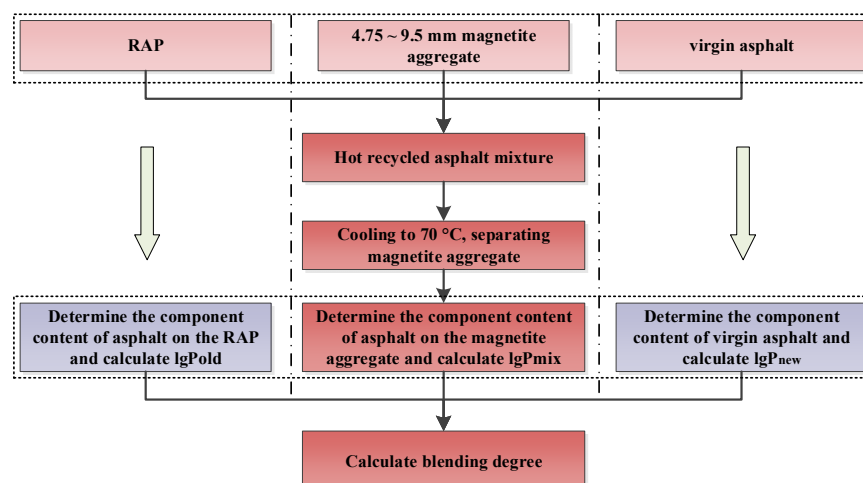 RAP
4.75 ~ 9.5 mm magnetite
aggregate
virgin asphalt
Hot recycled asphalt mixture
Cooling to 70 °C, separating
magnetite aggregate
Determine the component
content of asphalt on the RAP
and calculate lgPold
Determine the component content
of asphalt on the magnetite
aggregate and calculate lgPmix
Determine the component
content of virgin asphalt and
calculate lgPnew
Calculate blending degree